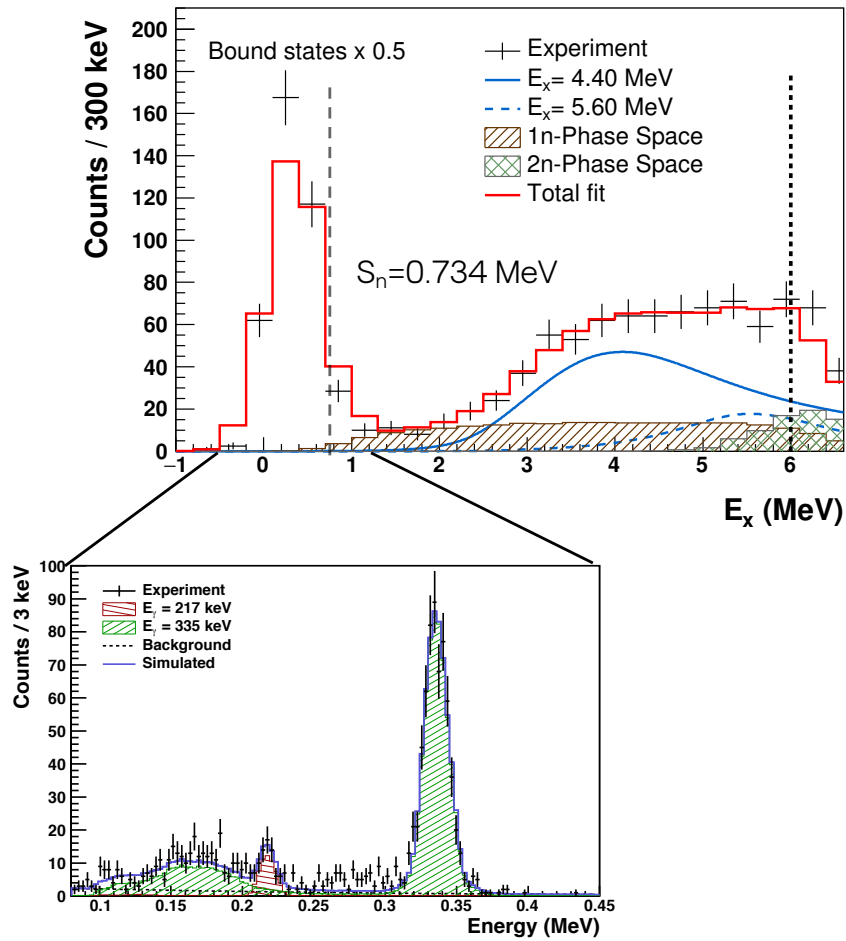 Counts / 300 keV
200
180
160
140
120
100
80
60
40
20
0
Bound states x 0.5
Experiment
E_x= 4.40 MeV
E_x= 5.60 MeV
1n-Phase Space
2n-Phase Space
Total fit
S_n=0.734 MeV
−1 0 1 2 3 4 5 6
E_x (MeV)
Counts / 3 keV
100
90
80
70
60
50
40
30
20
10
0
Experiment
E_γ = 217 keV
E_γ = 335 keV
Background
Simulated
0.1 0.15 0.2 0.25 0.3 0.35 0.4 0.45
Energy (MeV)